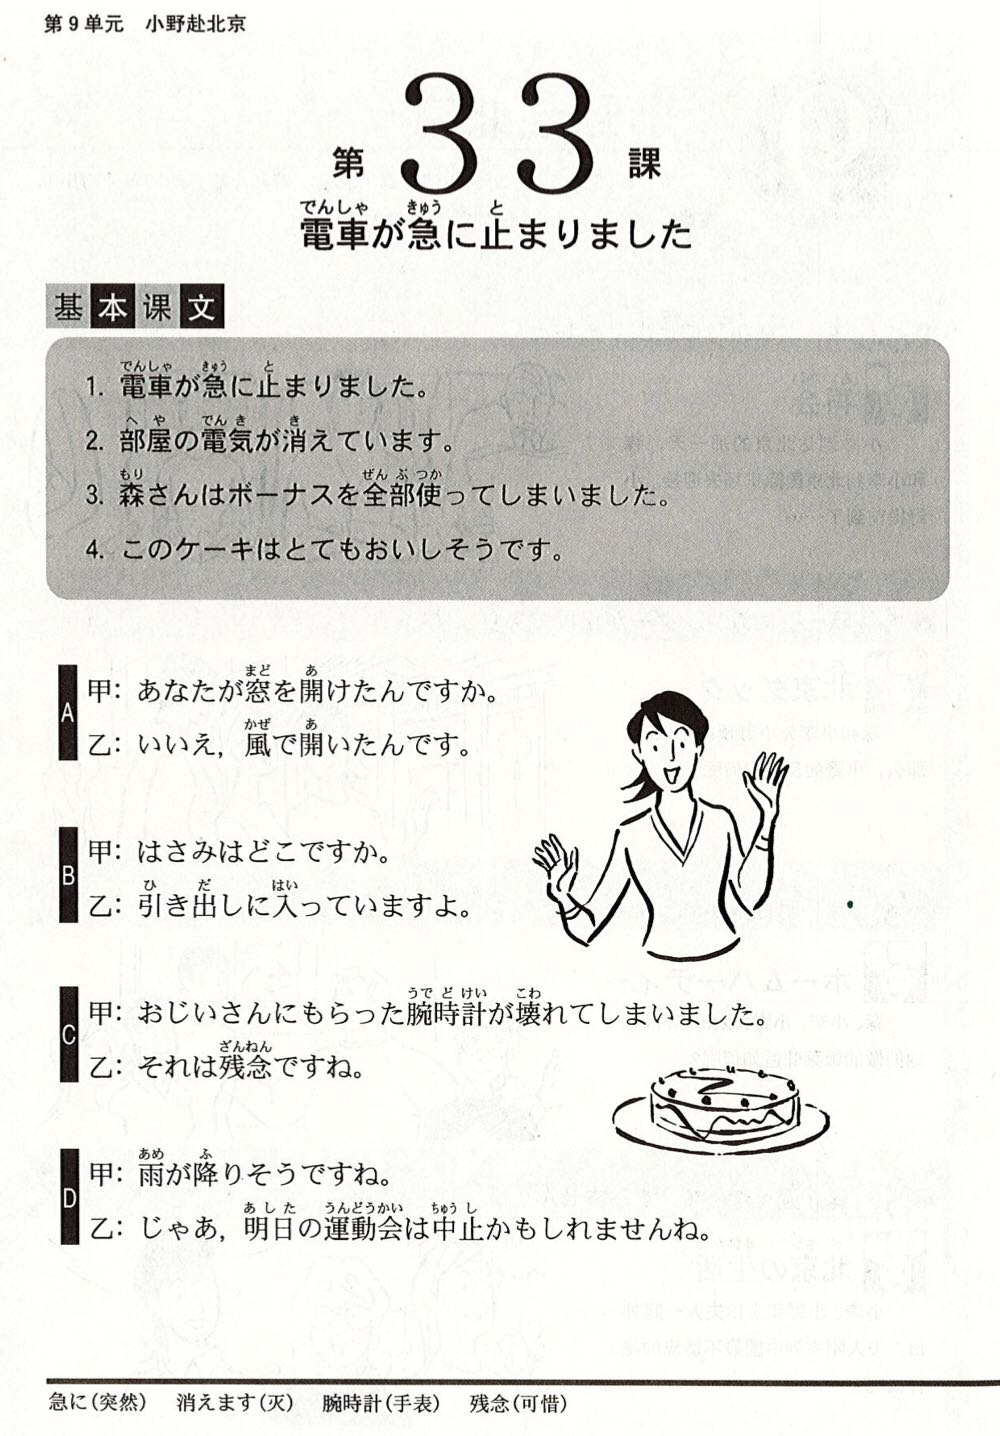 第9单元 小野赴北京
第33課
でんしゃ きゅう と
電車が急に止まりました
基本课文
でんしゃ きゅう と
1. 電車が急に止まりました。
へや でんき き
2. 部屋の電気が消えています。
もり ぜんぶつか
3. 森さんはボーナスを全部使ってしまいました。
4. このケーキはとてもおいしそうです。
A
まど あ
甲: あなたが窓を開けたんですか。
かぜ あ
乙: いいえ，風で開いたんです。
B
甲: はさみはどこですか。
ひ だ はい
乙: 引き出しに入っていますよ。
C
うでどけい こわ
甲: おじいさんにもらった腕時計が壊れてしまいました。
ざんねん
乙: それは残念ですね。
D
あめ ふ
甲: 雨が降りそうですね。
あした うんどうかい ちゅうし
乙: じゃあ，明日の運動会は中止かもしれませんね。
急に(突然) 消えます(灭) 腕時計(手表) 残念(可惜)